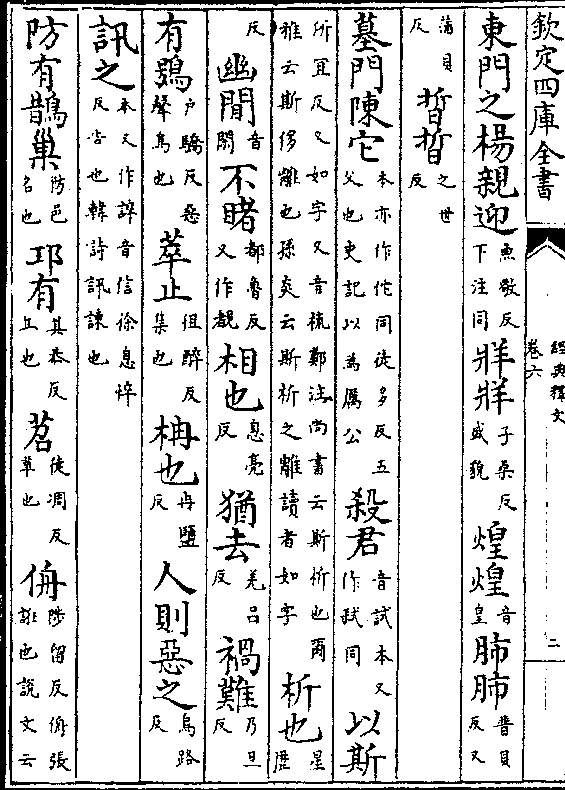 欽定四庫全書
經典釋文
卷六
二
東門之楊親迎魚敬反下注同牂牂子桑反盛貌煌煌音皇肺肺普貝反又
蒲貝反晢晢之世反
墓門陳它本亦作佗同徒多反五父也史記以為厲公殺君音試本又作弑同以斯
所宜反又如字又音梳鄭注尚書云斯析也爾雅云斯侈離也孫炎云斯析之離讀者如字析也星歷
反幽閒音閑不睹都魯反又作覩相也息亮反猶去羌呂反禍難乃旦反
有鴞戶驕反惡聲鳥也萃止徂醉反集也柟也冉鹽反人則惡之烏路反
訊之本又作誶音信徐息悴反告也韓詩訊諫也
防有鵲巢防邑名也邛有其恭反丘也苕徒凋反草也侜陟留反侜張誑也說文云